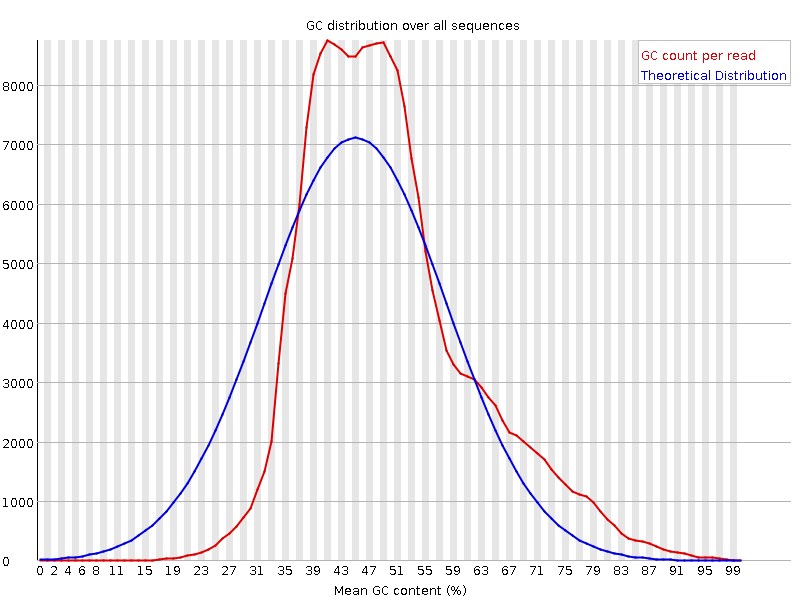 GC distribution over all sequences
GC count per read
Theoretical Distribution
8000
7000
6000
5000
4000
3000
2000
1000
0
0 2 4 6 8 11 15 19 23 27 31 35 39 43 47 51 55 59 63 67 71 75 79 83 87 91 95 99
Mean GC content (%)